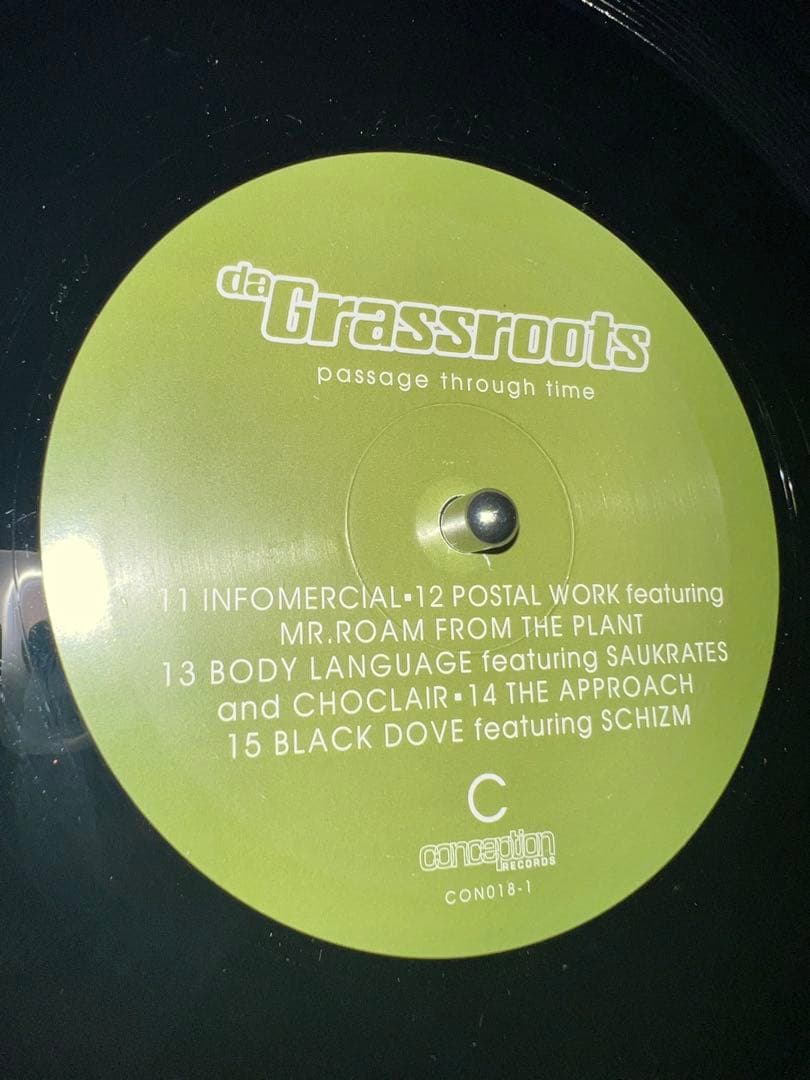 da Grassroots
passage through time
11 INFOMERCIAL▪12 POSTAL WORK featuring
MR.ROAM FROM THE PLANT
13 BODY LANGUAGE featuring SAUKRATES
and CHOCLAIR▪14 THE APPROACH
15 BLACK DOVE featuring SCHIZM
C
conception
RECORDS
CON018-1